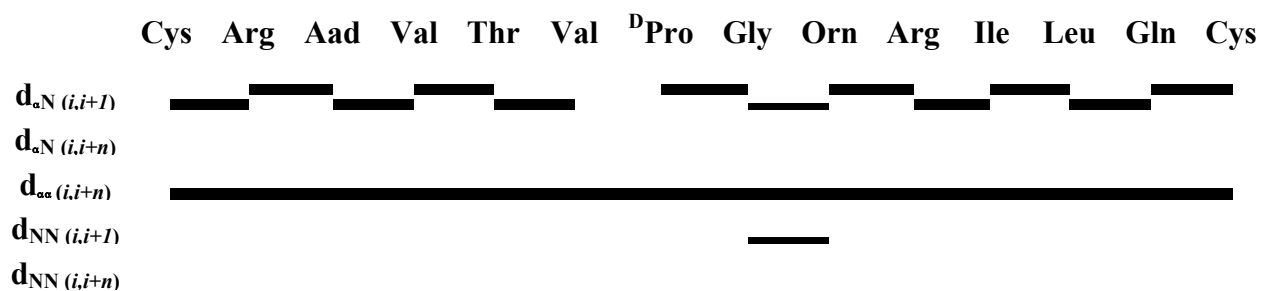 Cys Arg Aad Val Thr Val ᴰPro Gly Orn Arg Ile Leu Gln Cys
dαN (i,i+1)
dαN (i,i+n)
dαα (i,i+n)
dNN (i,i+1)
dNN (i,i+n)